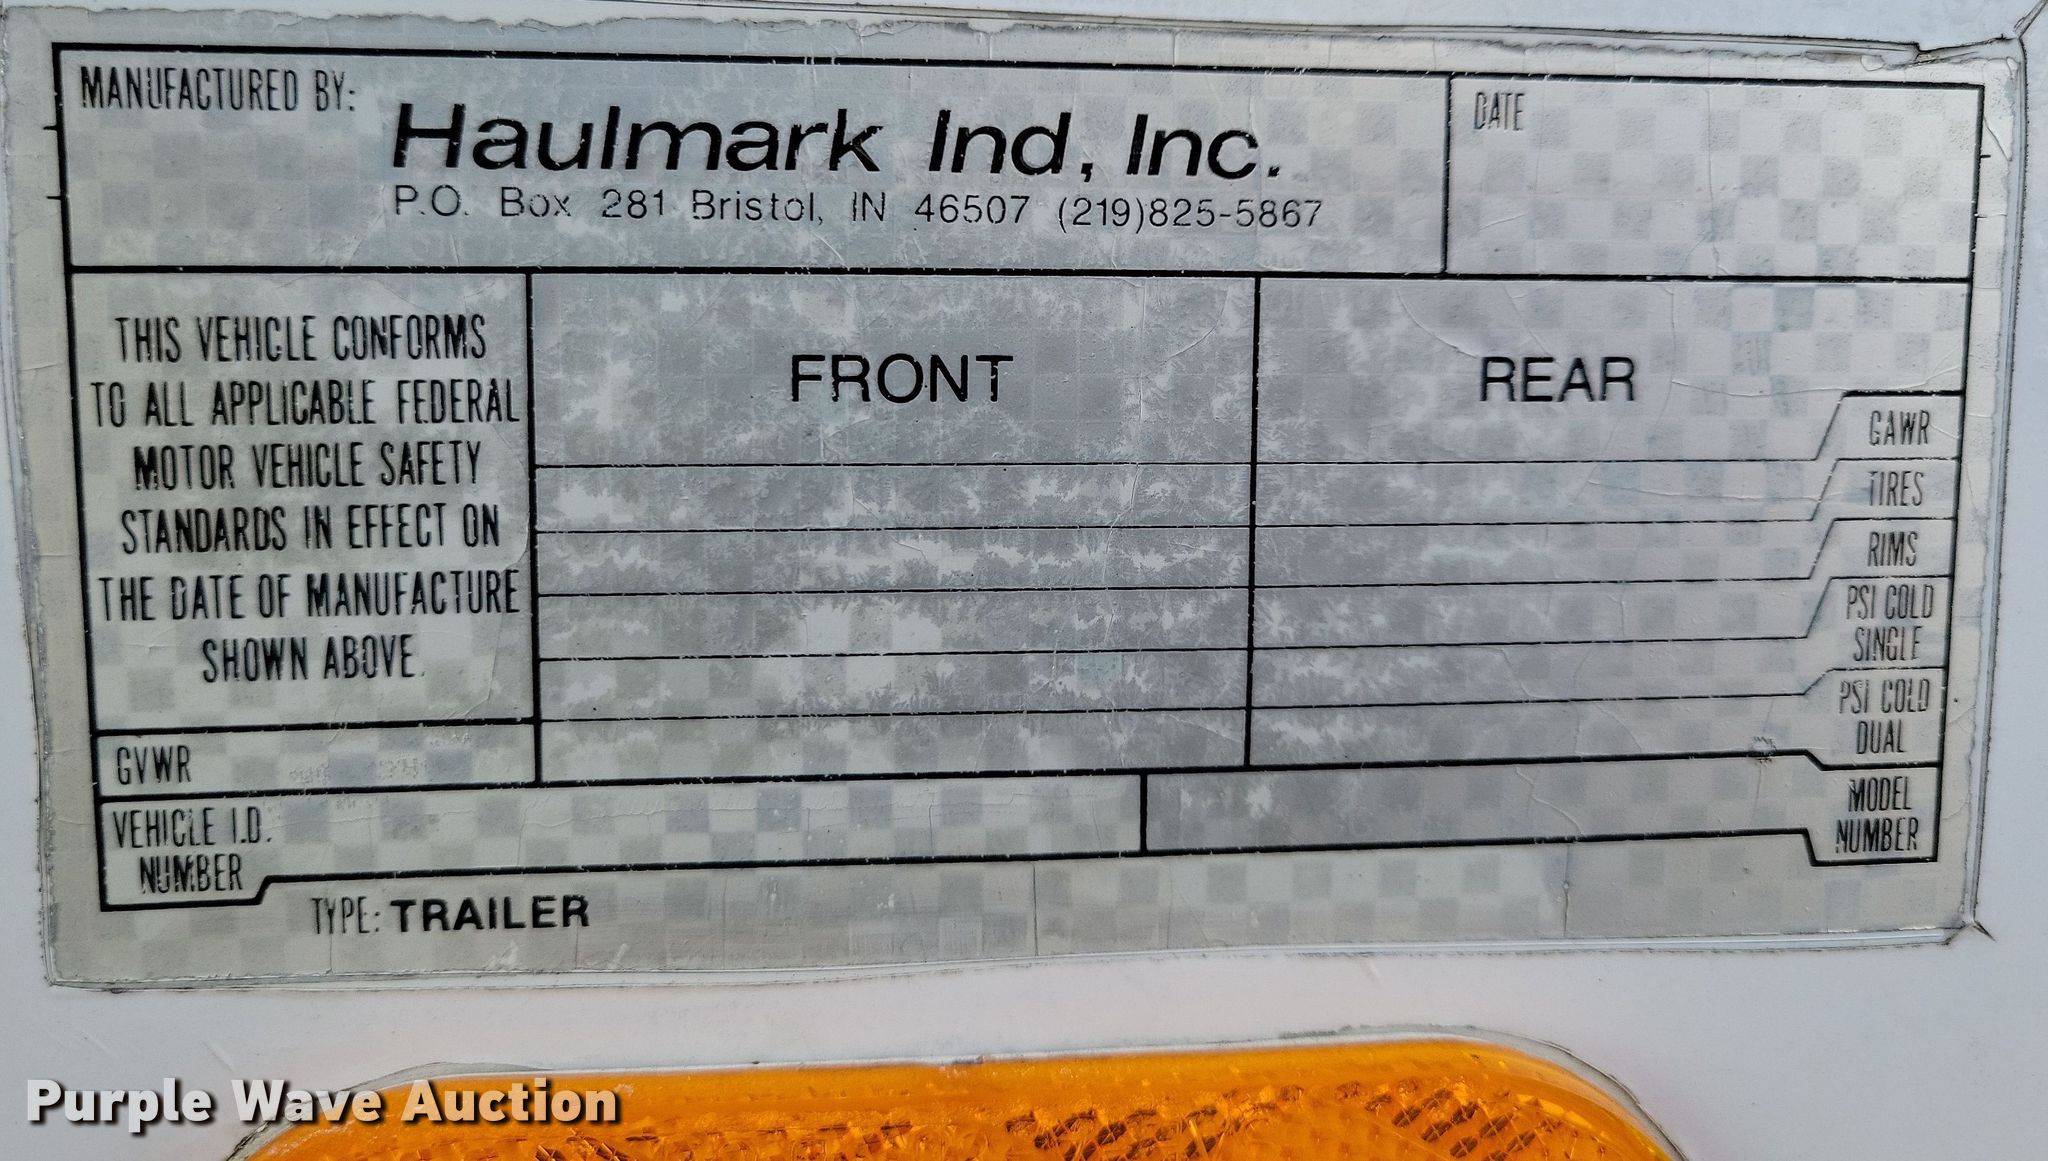 MANUFACTURED BY:
Haulmark Ind, Inc.
P.O. Box 281 Bristol, IN 46507 (219)825-5867
DATE
THIS VEHICLE CONFORMS
TO ALL APPLICABLE FEDERAL
MOTOR VEHICLE SAFETY
STANDARDS IN EFFECT ON
THE DATE OF MANUFACTURE
SHOWN ABOVE.
FRONT
REAR
GAWR
TIRES
RIMS
PSI COLD
SINGLE
PSI COLD
DUAL
GVWR
VEHICLE I.D.
NUMBER
MODEL
NUMBER
TYPE: TRAILER
Purple Wave Auction